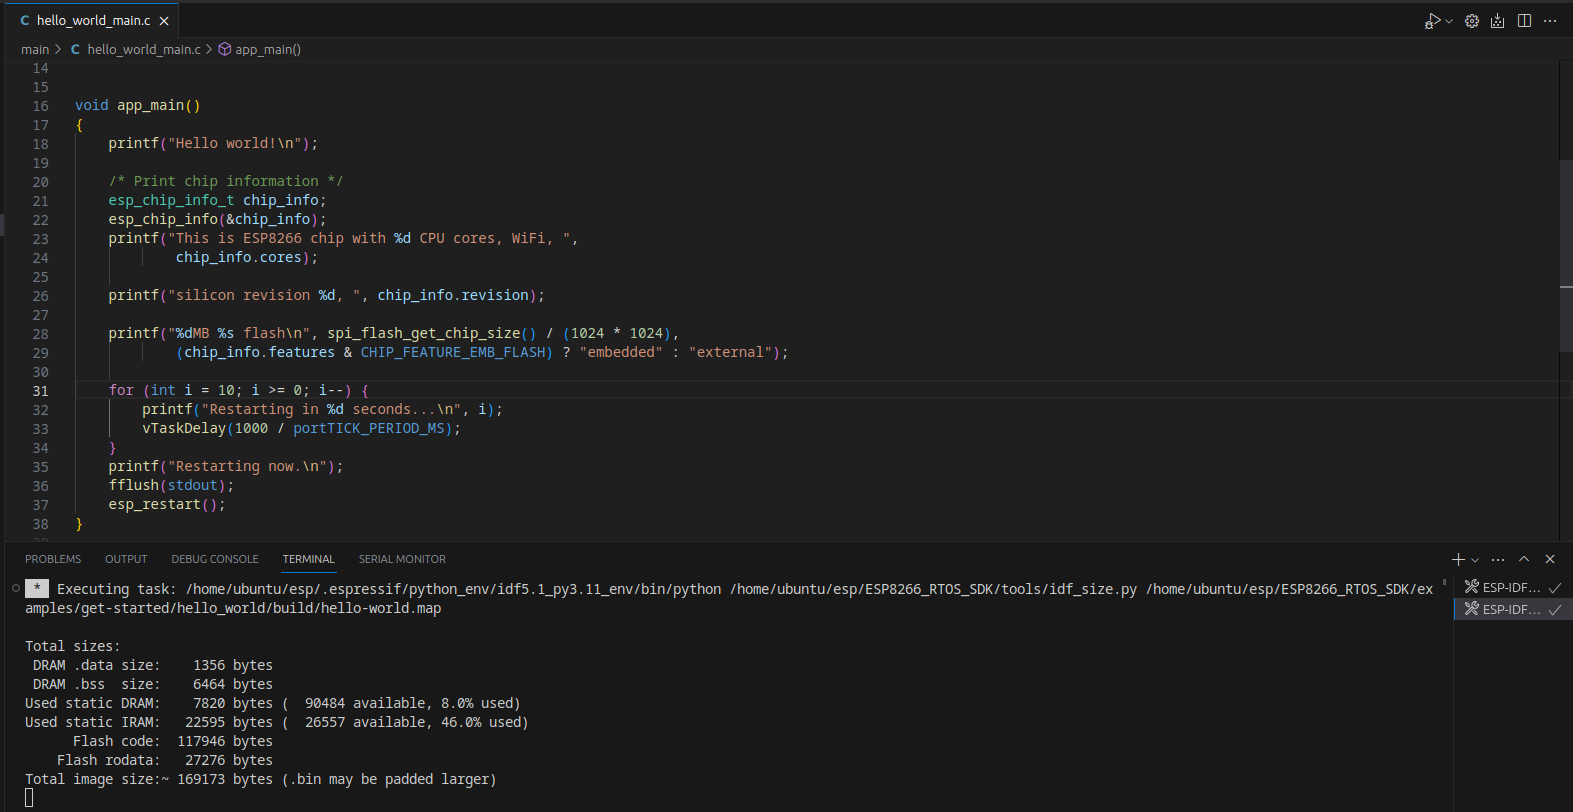 C hello_world_main.c ×
main > C hello_world_main.c > app_main()
14
15
16 void app_main()
17 {
18 printf("Hello world!\n");
19
20 /* Print chip information */
21 esp_chip_info_t chip_info;
22 esp_chip_info(&chip_info);
23 printf("This is ESP8266 chip with %d CPU cores, WiFi, ",
24 chip_info.cores);
25
26 printf("silicon revision %d, ", chip_info.revision);
27
28 printf("%dMB %s flash\n", spi_flash_get_chip_size() / (1024 * 1024),
29 (chip_info.features & CHIP_FEATURE_EMB_FLASH) ? "embedded" : "external");
30
31 for (int i = 10; i >= 0; i--) {
32 printf("Restarting in %d seconds...\n", i);
33 vTaskDelay(1000 / portTICK_PERIOD_MS);
34 }
35 printf("Restarting now.\n");
36 fflush(stdout);
37 esp_restart();
38 }
PROBLEMS OUTPUT DEBUG CONSOLE TERMINAL SERIAL MONITOR
* Executing task: /home/ubuntu/esp/.espressif/python_env/idf5.1_py3.11_env/bin/python /home/ubuntu/esp/ESP8266_RTOS_SDK/tools/idf_size.py /home/ubuntu/esp/ESP8266_RTOS_SDK/ex
amples/get-started/hello_world/build/hello-world.map
Total sizes:
DRAM .data size: 1356 bytes
DRAM .bss size: 6464 bytes
Used static DRAM: 7820 bytes ( 90484 available, 8.0% used)
Used static IRAM: 22595 bytes ( 26557 available, 46.0% used)
Flash code: 117946 bytes
Flash rodata: 27276 bytes
Total image size:~ 169173 bytes (.bin may be padded larger)
ESP-IDF...
ESP-IDF...